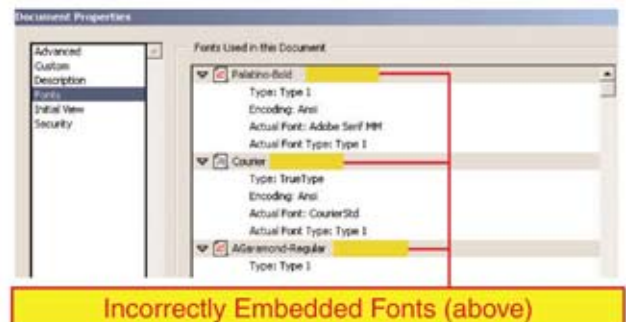 Document Properties
Advanced
Custom
Description
Fonts
Initial View
Security
Fonts Used in this Document
Palatino-Bold
Type: Type 1
Encoding: Ansi
Actual Font: Adobe Serif MM
Actual Font Type: Type 1
Courier
Type: TrueType
Encoding: Ansi
Actual Font: CourierStd
Actual Font Type: Type 1
AGaramond-Regular
Type: Type 1
Incorrectly Embedded Fonts (above)